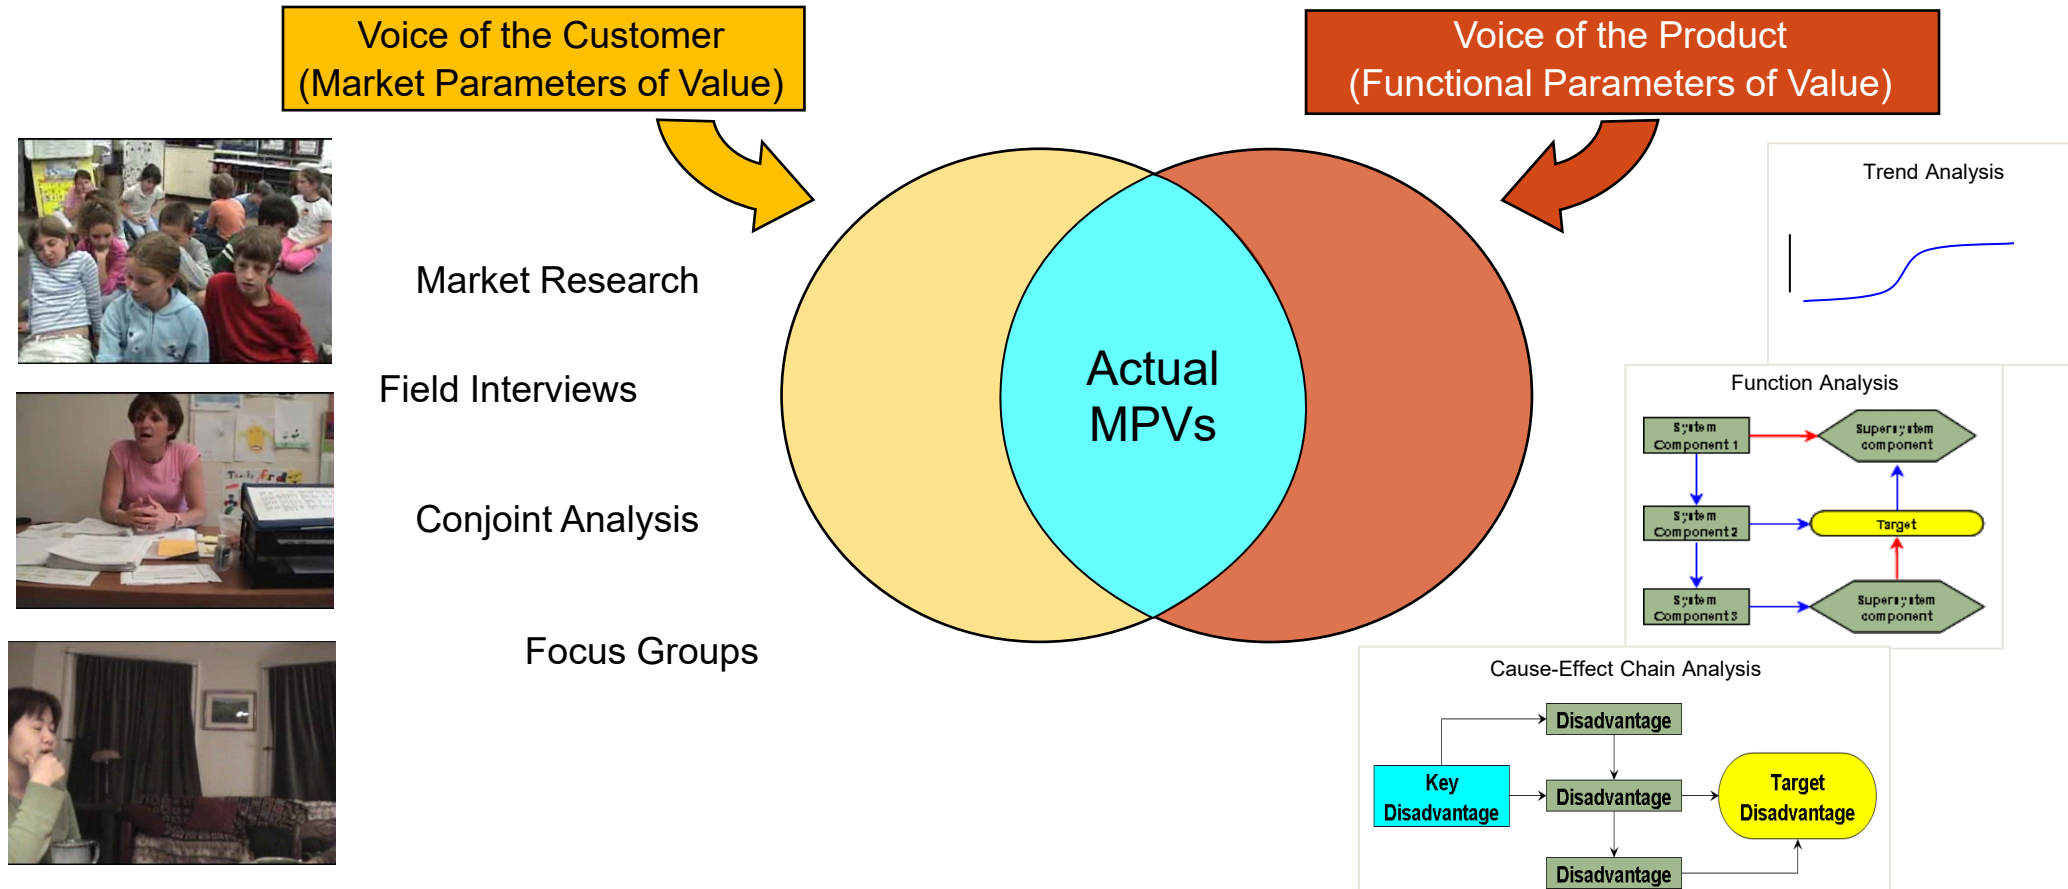 Voice of the Customer
(Market Parameters of Value)
Voice of the Product
(Functional Parameters of Value)
Market Research
Field Interviews
Conjoint Analysis
Focus Groups
Actual
MPVs
Trend Analysis
Function Analysis
System
Component 1
Supersystem
component
System
Component 2
Target
System
Component 3
Supersystem
component
Cause-Effect Chain Analysis
Disadvantage
Key
Disadvantage
Disadvantage
Target
Disadvantage
Disadvantage